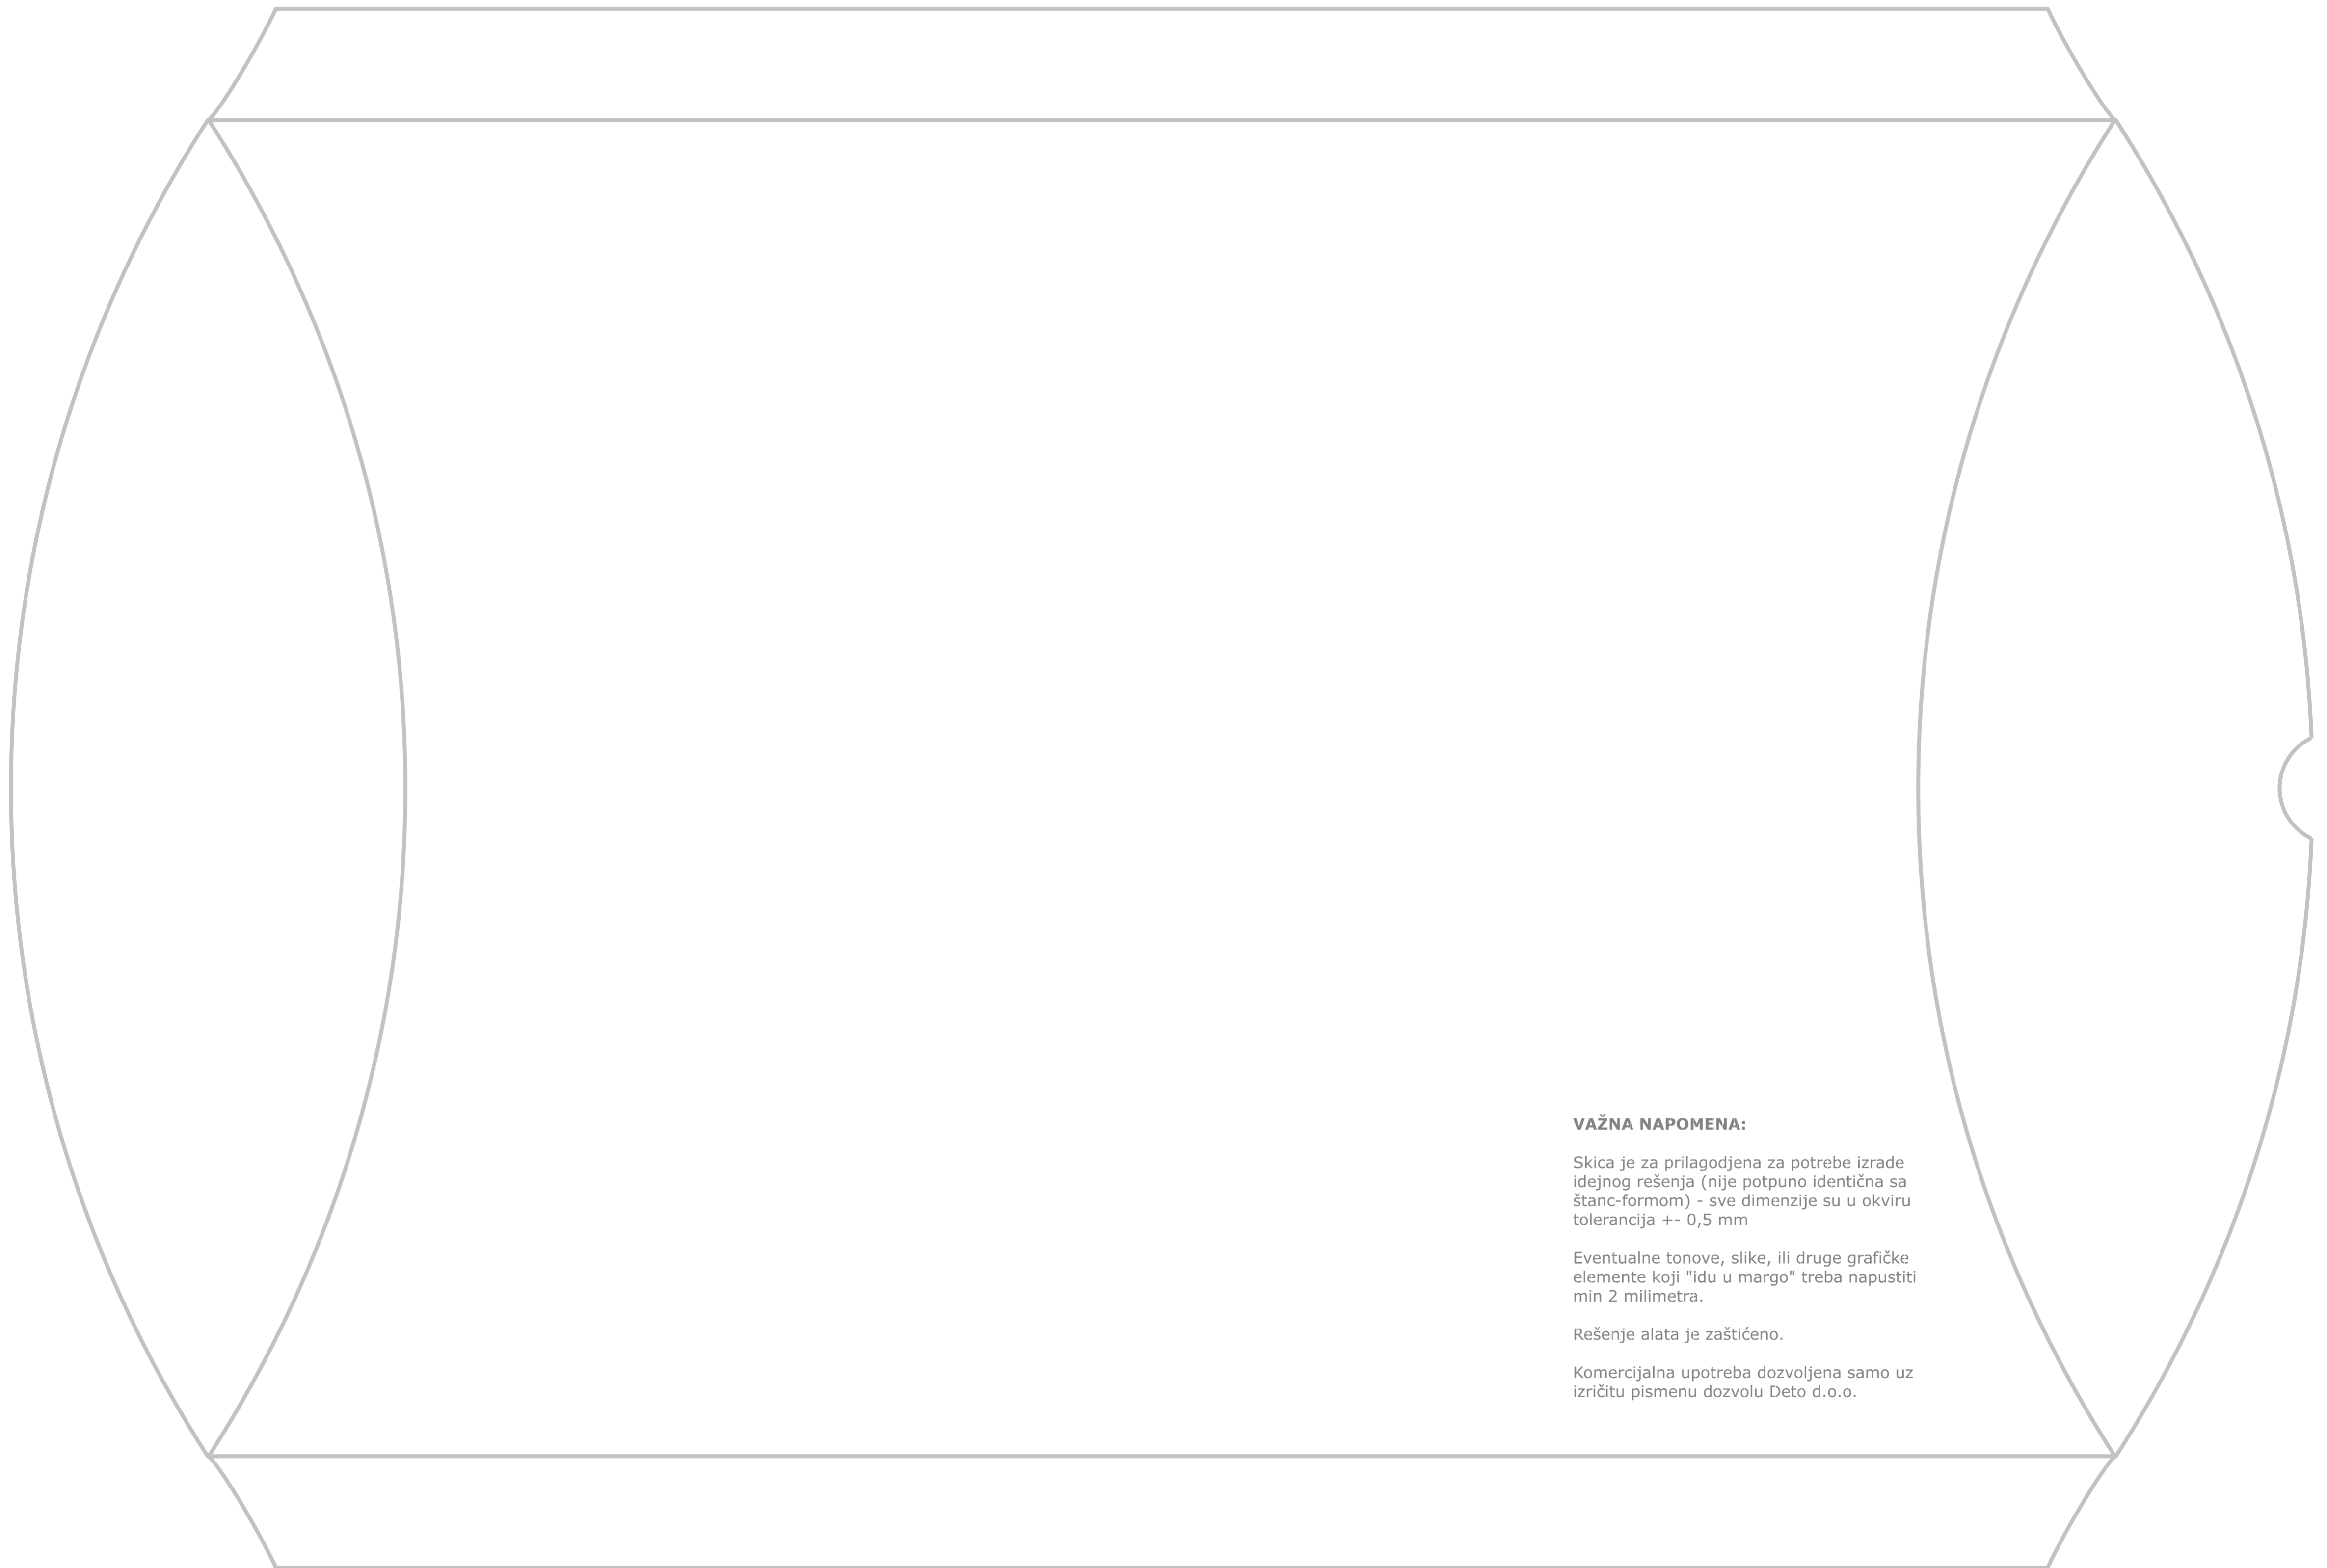 VAŽNA NAPOMENA:
Skica je za prilagodjena za potrebe izrade
idejnog rešenja (nije potpuno identična sa
štanc-formom) - sve dimenzije su u okviru
tolerancija +- 0,5 mm
Eventualne tonove, slike, ili druge grafičke
elemente koji "idu u margo" treba napustiti
min 2 milimetra.
Rešenje alata je zaštićeno.
Komercijalna upotreba dozvoljena samo uz
izričitu pismenu dozvolu Deto d.o.o.